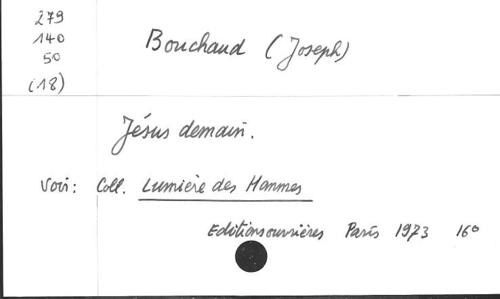 279
140
50
(18)
Bouchaud (Joseph)
Jésus demain.
Voir: Coll. Lumière des Hommes
Editions ouvrières Paris 1973 16°